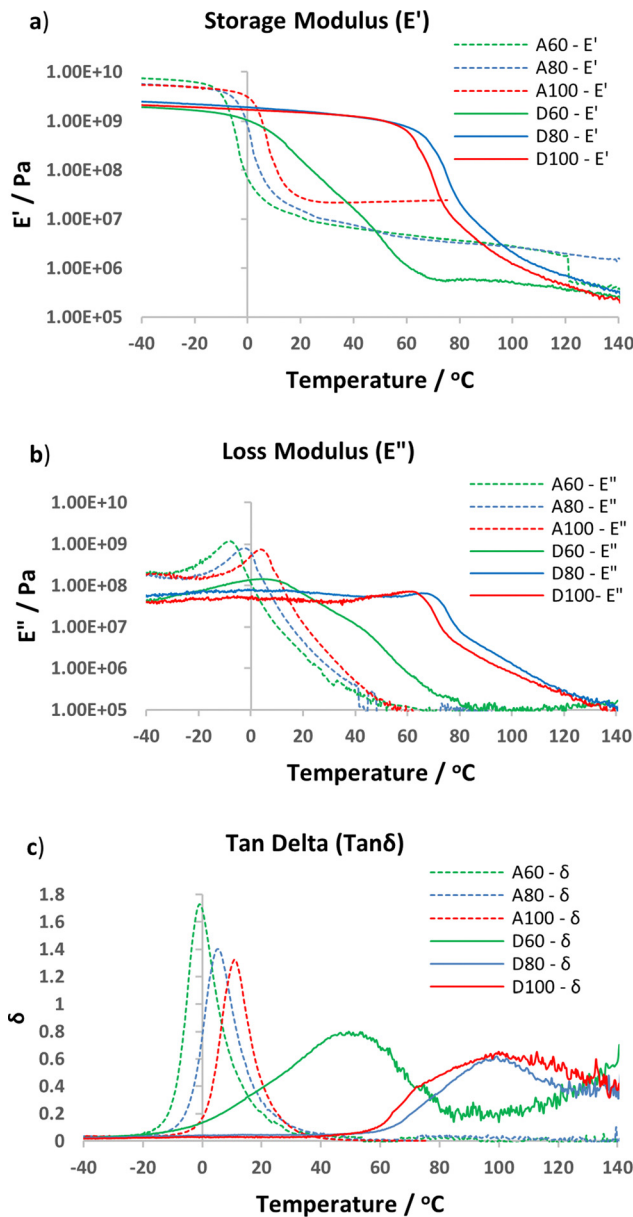 a) Storage Modulus (E')
A60 - E'
A80 - E'
A100 - E'
D60 - E'
D80 - E'
D100 - E'
1.00E+10
1.00E+09
1.00E+08
1.00E+07
1.00E+06
1.00E+05
E' / Pa
-40 -20 0 20 40 60 80 100 120 140
Temperature / ᵒC
b) Loss Modulus (E")
A60 - E"
A80 - E"
A100 - E"
D60 - E"
D80 - E"
D100- E"
1.00E+10
1.00E+09
1.00E+08
1.00E+07
1.00E+06
1.00E+05
E" / Pa
-40 -20 0 20 40 60 80 100 120 140
Temperature / ᵒC
c) Tan Delta (Tanδ)
A60 - δ
A80 - δ
A100 - δ
D60 - δ
D80 - δ
D100 - δ
1.8
1.6
1.4
1.2
1
0.8
0.6
0.4
0.2
0
δ
-40 -20 0 20 40 60 80 100 120 140
Temperature / ᵒC